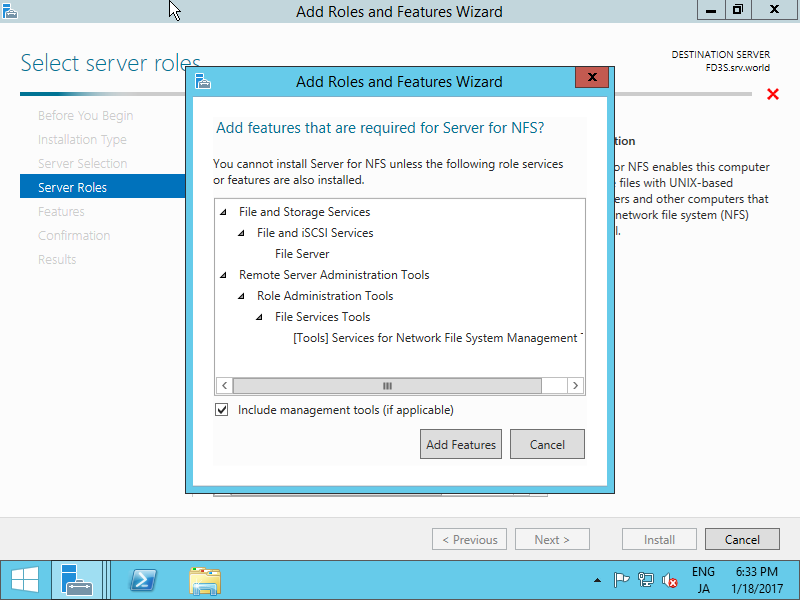 Add Roles and Features Wizard
Select server roles
DESTINATION SERVER
FD3S.srv.world
Before You Begin
Installation Type
Server Selection
Server Roles
Features
Confirmation
Results
Add Roles and Features Wizard
Add features that are required for Server for NFS?
You cannot install Server for NFS unless the following role services
or features are also installed.
File and Storage Services
File and iSCSI Services
File Server
Remote Server Administration Tools
Role Administration Tools
File Services Tools
[Tools] Services for Network File System Management
Include management tools (if applicable)
Add Features
Cancel
NFS enables this computer
files with UNIX-based
and other computers that
network file system (NFS)
< Previous
Next >
Install
Cancel
ENG
JA
6:33 PM
1/18/2017